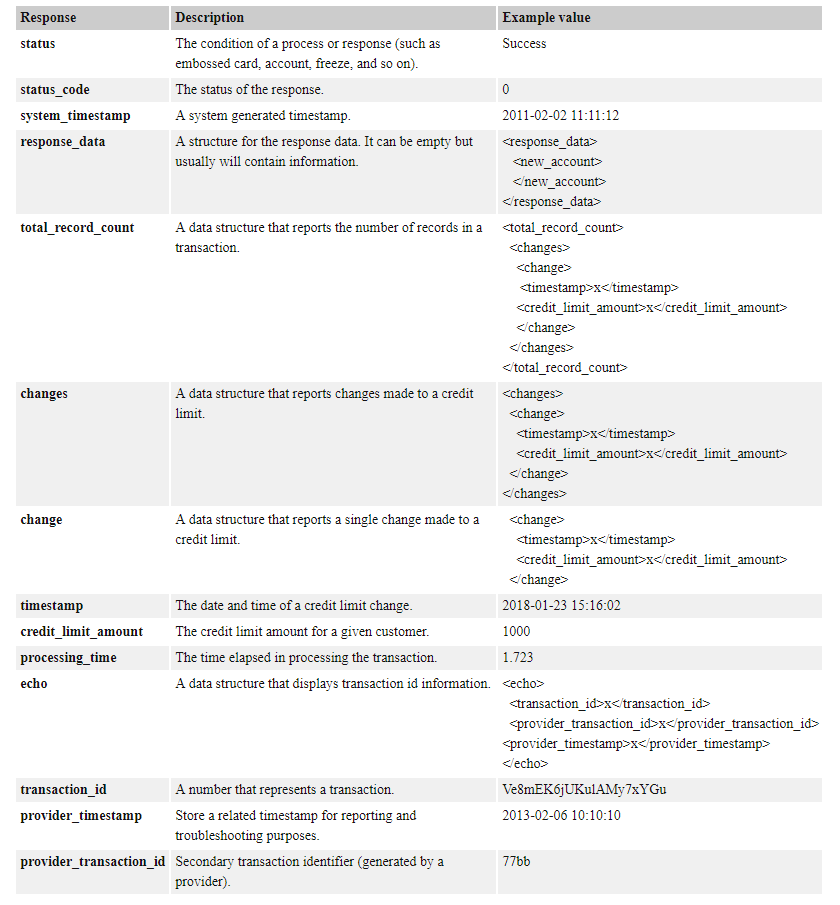 Response Description Example value
status The condition of a process or response (such as Success
embossed card, account, freeze, and so on).
status_code The status of the response. 0
system_timestamp A system generated timestamp. 2011-02-02 11:11:12
response_data A structure for the response data. It can be empty but <response_data>
usually will contain information. <new_account>
</new_account>
</response_data>
total_record_count A data structure that reports the number of records in a <total_record_count>
transaction. <changes>
<change>
<timestamp>x</timestamp>
<credit_limit_amount>x</credit_limit_amount>
</change>
</changes>
</total_record_count>
changes A data structure that reports changes made to a credit <changes>
limit. <change>
<timestamp>x</timestamp>
<credit_limit_amount>x</credit_limit_amount>
</change>
</changes>
change A data structure that reports a single change made to a <change>
credit limit. <timestamp>x</timestamp>
<credit_limit_amount>x</credit_limit_amount>
</change>
timestamp The date and time of a credit limit change. 2018-01-23 15:16:02
credit_limit_amount The credit limit amount for a given customer. 1000
processing_time The time elapsed in processing the transaction. 1.723
echo A data structure that displays transaction id information. <echo>
<transaction_id>x</transaction_id>
<provider_transaction_id>x</provider_transaction_id>
<provider_timestamp>x</provider_timestamp>
</echo>
transaction_id A number that represents a transaction. Ve8mEK6jUKulAMy7xYGu
provider_timestamp Store a related timestamp for reporting and 2013-02-06 10:10:10
troubleshooting purposes.
provider_transaction_id Secondary transaction identifier (generated by a 77bb
provider).